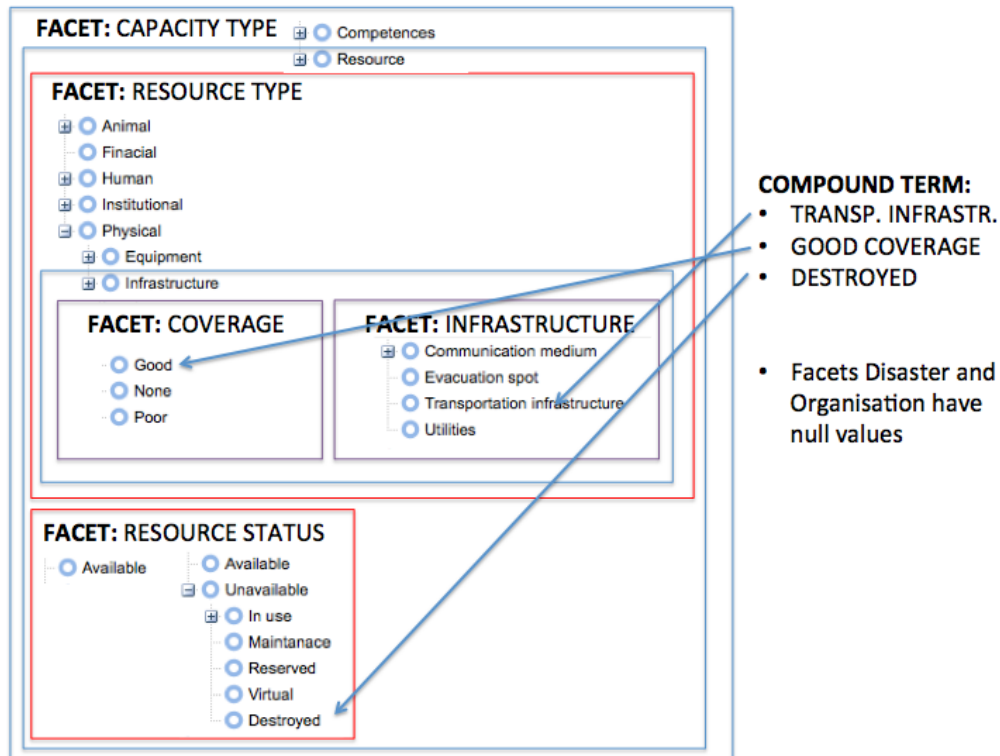 FACET: CAPACITY TYPE
Competences
Resource
FACET: RESOURCE TYPE
Animal
Finacial
Human
Institutional
Physical
Equipment
Infrastructure
FACET: COVERAGE
Good
None
Poor
FACET: INFRASTRUCTURE
Communication medium
Evacuation spot
Transportation infrastructure
Utilities
FACET: RESOURCE STATUS
Available
Available
Unavailable
In use
Maintanace
Reserved
Virtual
Destroyed
COMPOUND TERM:
• TRANSP. INFRASTR.
• GOOD COVERAGE
• DESTROYED
• Facets Disaster and
Organisation have
null values